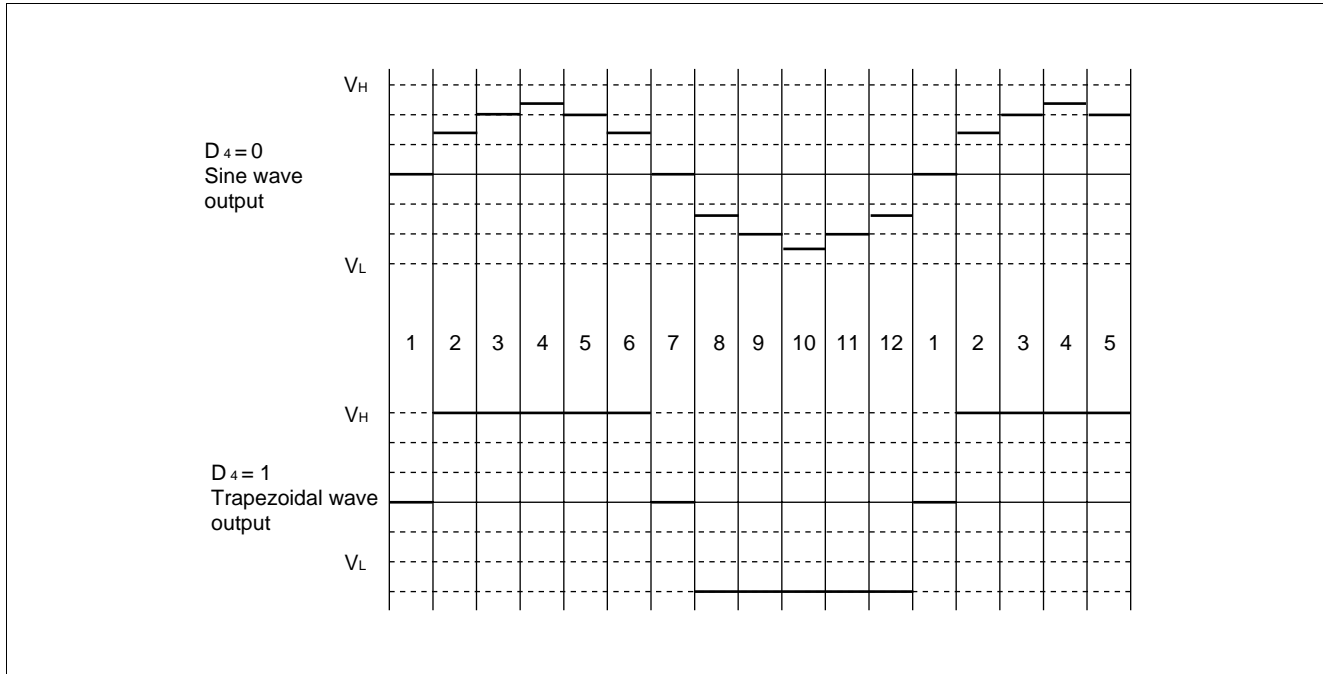 VH
D4=0
Sine wave
output
VL
1 2 3 4 5 6 7 8 9 10 11 12 1 2 3 4 5
VH
D4= 1
Trapezoidal wave
output
VL